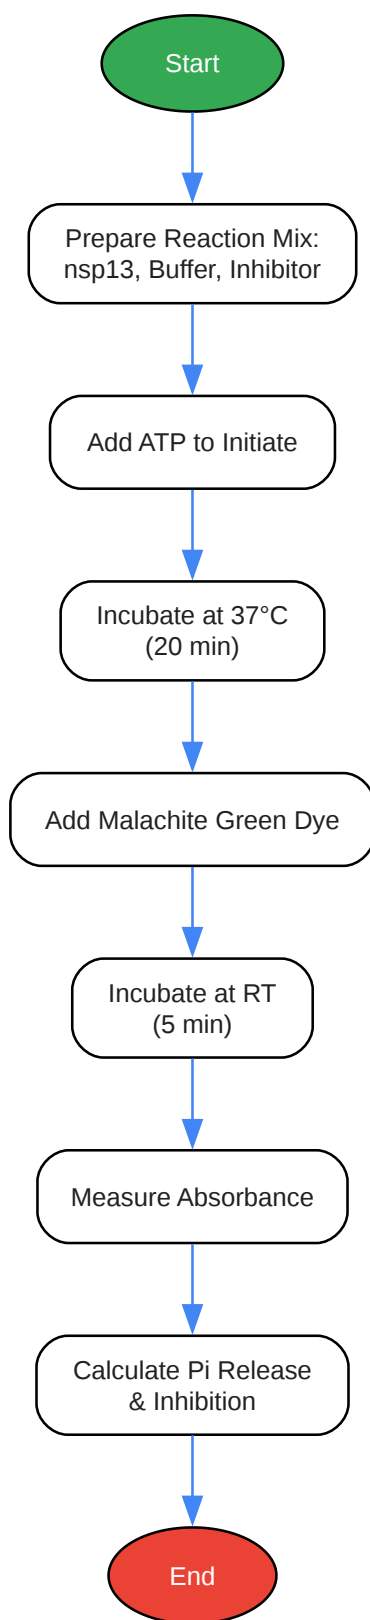 Start
Prepare Reaction Mix:
nsp13, Buffer, Inhibitor
Add ATP to Initiate
Incubate at 37°C
(20 min)
Add Malachite Green Dye
Incubate at RT
(5 min)
Measure Absorbance
Calculate Pi Release
& Inhibition
End